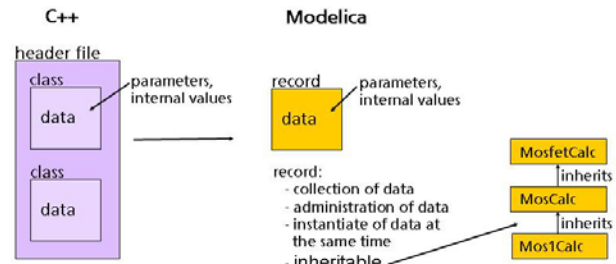 C++
Modelica
header file
class
parameters,
internal values
data
class
data
record
parameters,
internal values
data
record:
- collection of data
- administration of data
- instantiate of data at
the same time
- inheritable
MosfetCalc
inherits
MosCalc
inherits
Mos1Calc